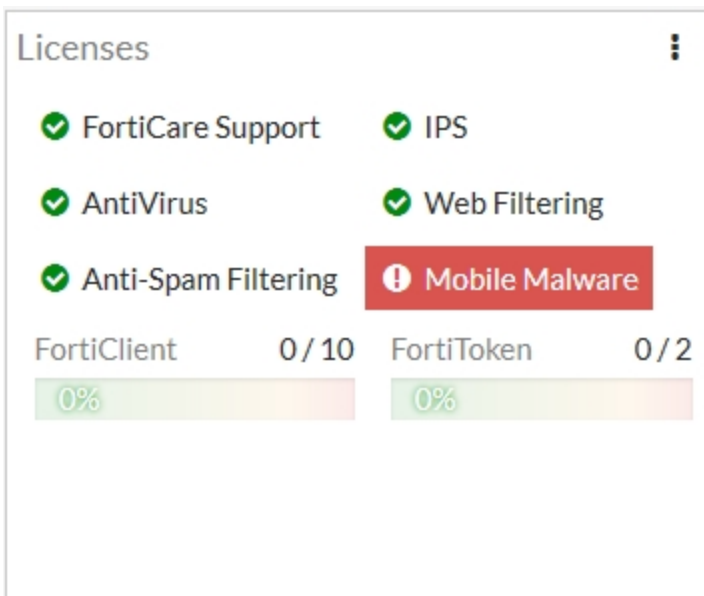 Licenses
FortiCare Support
IPS
AntiVirus
Web Filtering
Anti-Spam Filtering
Mobile Malware
FortiClient 0 / 10
FortiToken 0 / 2
0%
0%